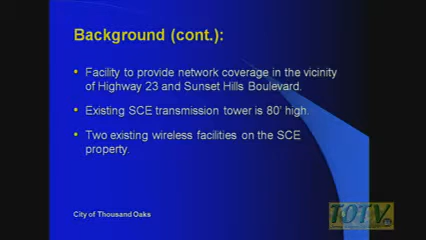 Background (cont.):
• Facility to provide network coverage in the vicinity
of Highway 23 and Sunset Hills Boulevard.
• Existing SCE transmission tower is 80' high.
• Two existing wireless facilities on the SCE
property.
City of Thousand Oaks
TOTV